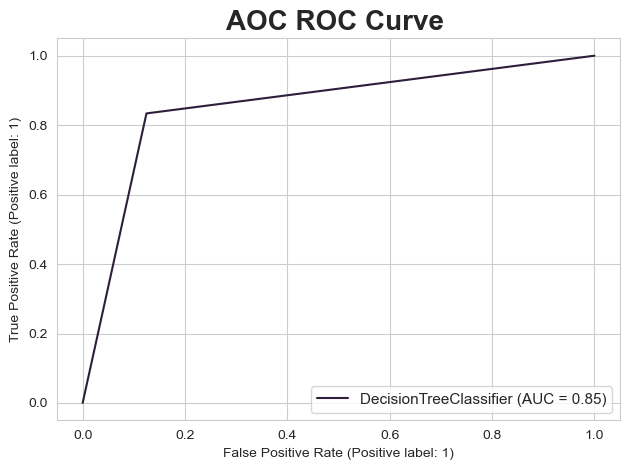 AOC ROC Curve
1.0
0.8
0.6
0.4
0.2
0.0
True Positive Rate (Positive label: 1)
DecisionTreeClassifier (AUC = 0.85)
0.0 0.2 0.4 0.6 0.8 1.0
False Positive Rate (Positive label: 1)